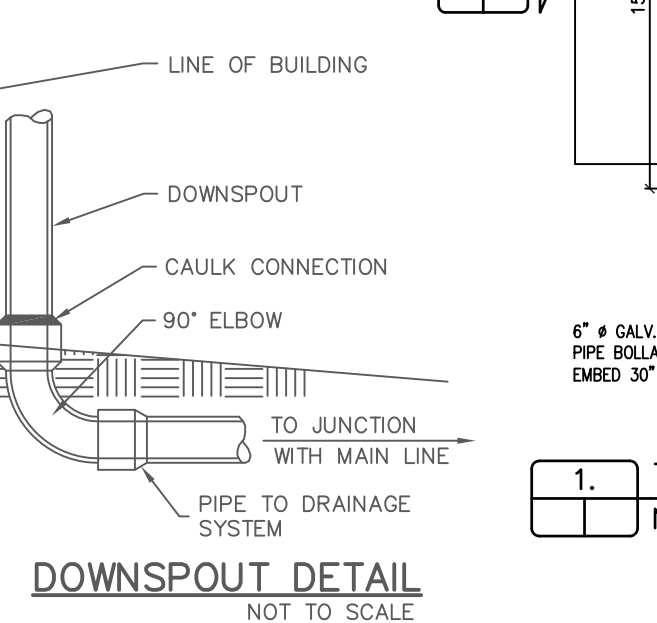 LINE OF BUILDING
DOWNSPOUT
CAULK CONNECTION
90° ELBOW
TO JUNCTION
WITH MAIN LINE
PIPE TO DRAINAGE
SYSTEM
DOWNSPOUT DETAIL
NOT TO SCALE
15
6" ø GALV.
PIPE
EMBED 30"
1.